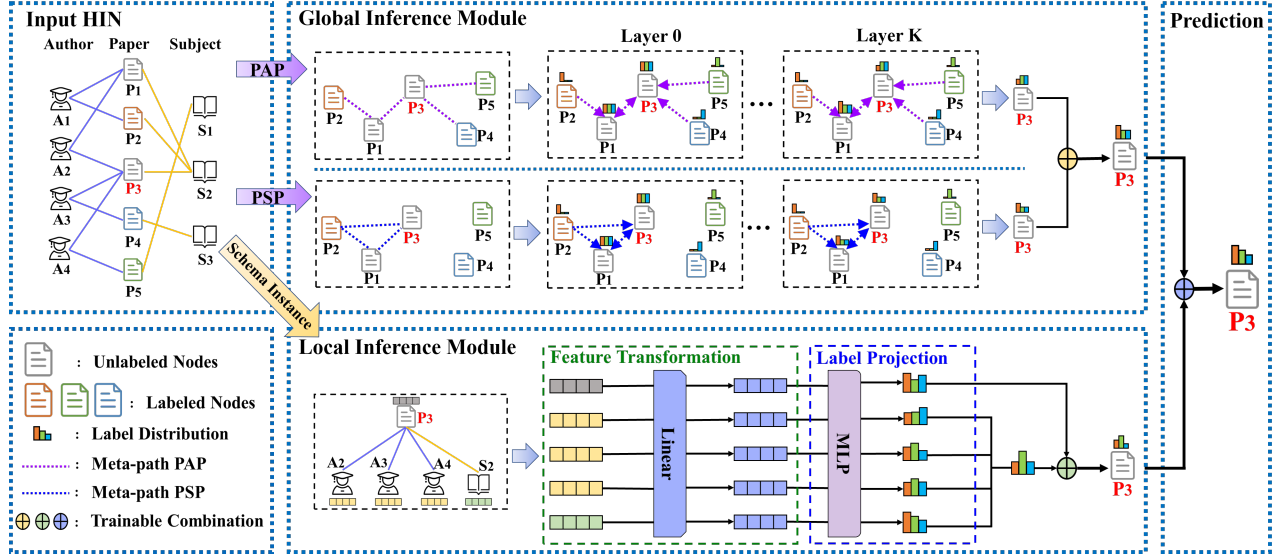 Input HIN
Author Paper Subject
P1
A1
P2
S1
A2
P3
S2
A3
P4
S3
A4
P5
PAP
PSP
Schema Instance
Global Inference Module
Layer 0
Layer K
P2
P1
P3
P5
P4
P2
P1
P3
P5
P4
...
P2
P1
P3
P5
P4
P3
P2
P1
P3
P5
P4
P2
P1
P3
P5
P4
...
P2
P1
P3
P5
P4
P3
P3
Prediction
P3
: Unlabeled Nodes
: Labeled Nodes
: Label Distribution
: Meta-path PAP
: Meta-path PSP
: Trainable Combination
Local Inference Module
P3
A2 A3 A4 S2
Feature Transformation
Linear
Label Projection
MLP
P3